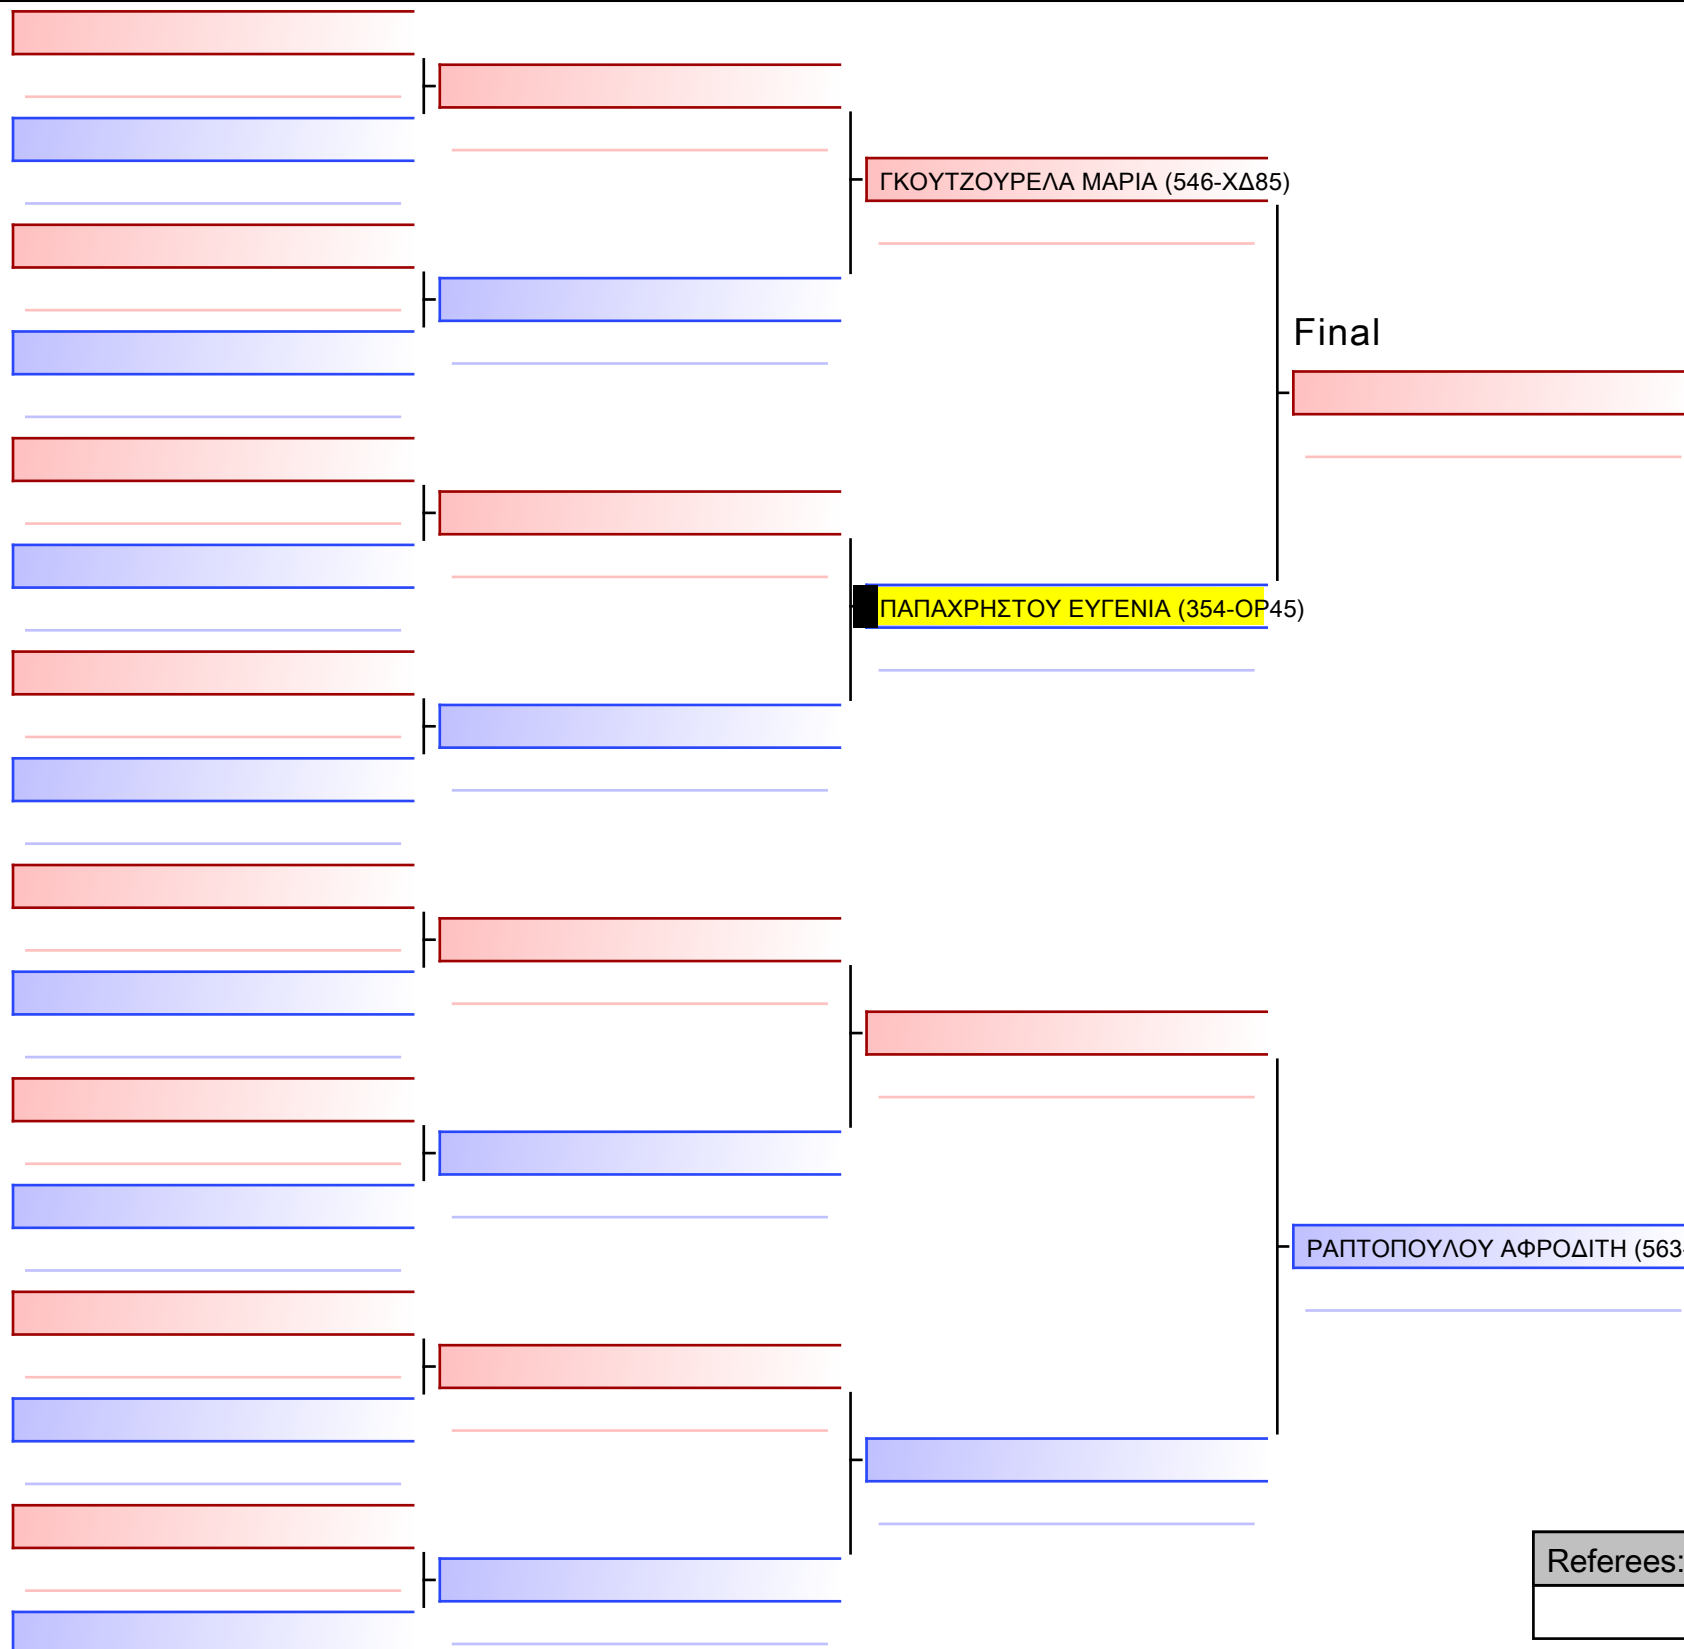 ΓΚΟΥΤΖΟΥΡΕΛΑ ΜΑΡΙΑ (546-ΧΔ85)
Final
ΠΑΠΑΧΡΗΣΤΟΥ ΕΥΓΕΝΙΑ (354-ΟΡ45)
ΡΑΠΤΟΠΟΥΛΟΥ ΑΦΡΟΔΙΤΗ (563-
Referees: